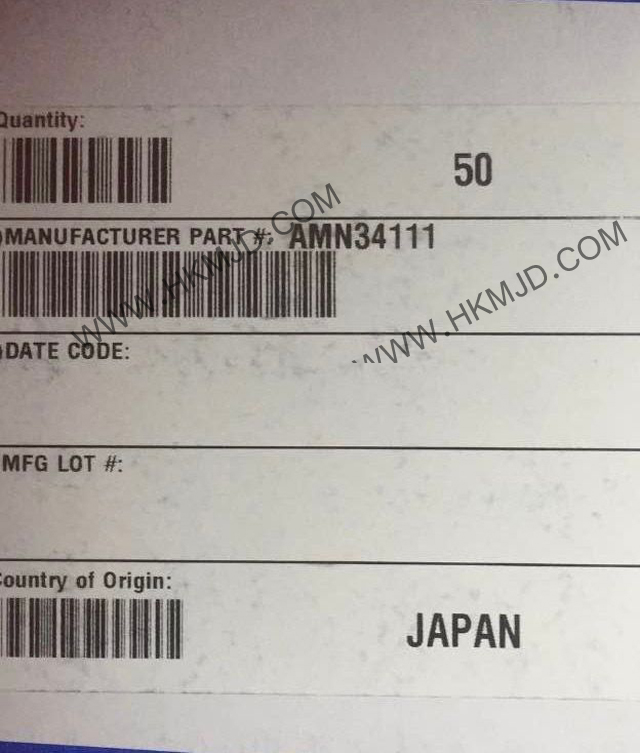 Quantity:
50
MANUFACTURER PART #: AMN34111
WWW.HKMJD.COM
WWW.HKMJD.COM
DATE CODE:
MFG LOT #:
Country of Origin:
JAPAN